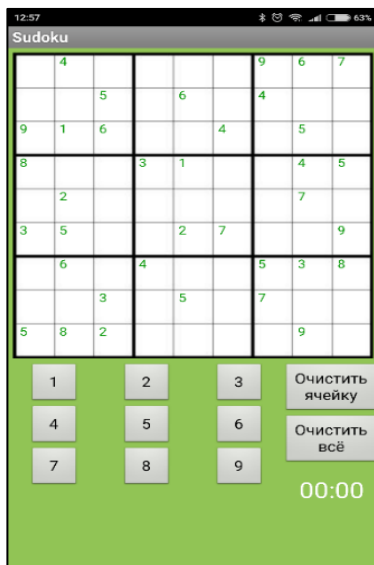 12:57 63%
Sudoku
4 9 6 7
5 6 4
9 1 6 4 5
8 3 1 4 5
2 7
3 5 2 7 9
6 4 5 3 8
3 5 7
5 8 2 9
1 2 3 Очистить
ячейку
4 5 6 Очистить
всё
7 8 9
00:00